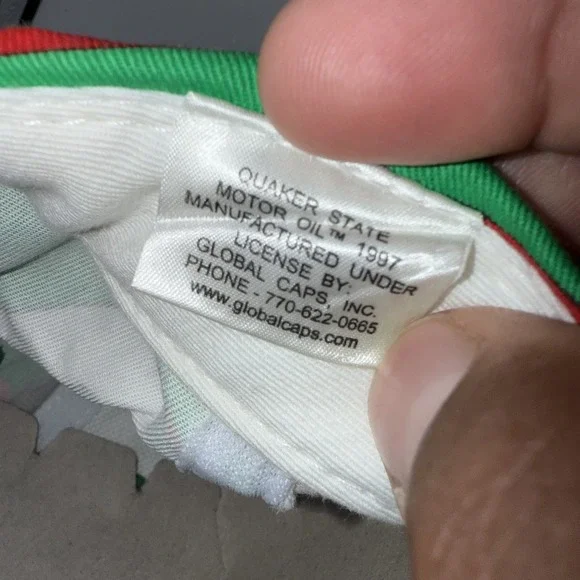 QUAKER STATE
MOTOR OIL™ 1997
MANUFACTURED UNDER
LICENSE BY:
GLOBAL CAPS, INC.
PHONE - 770-622-0665
www.globalcaps.com